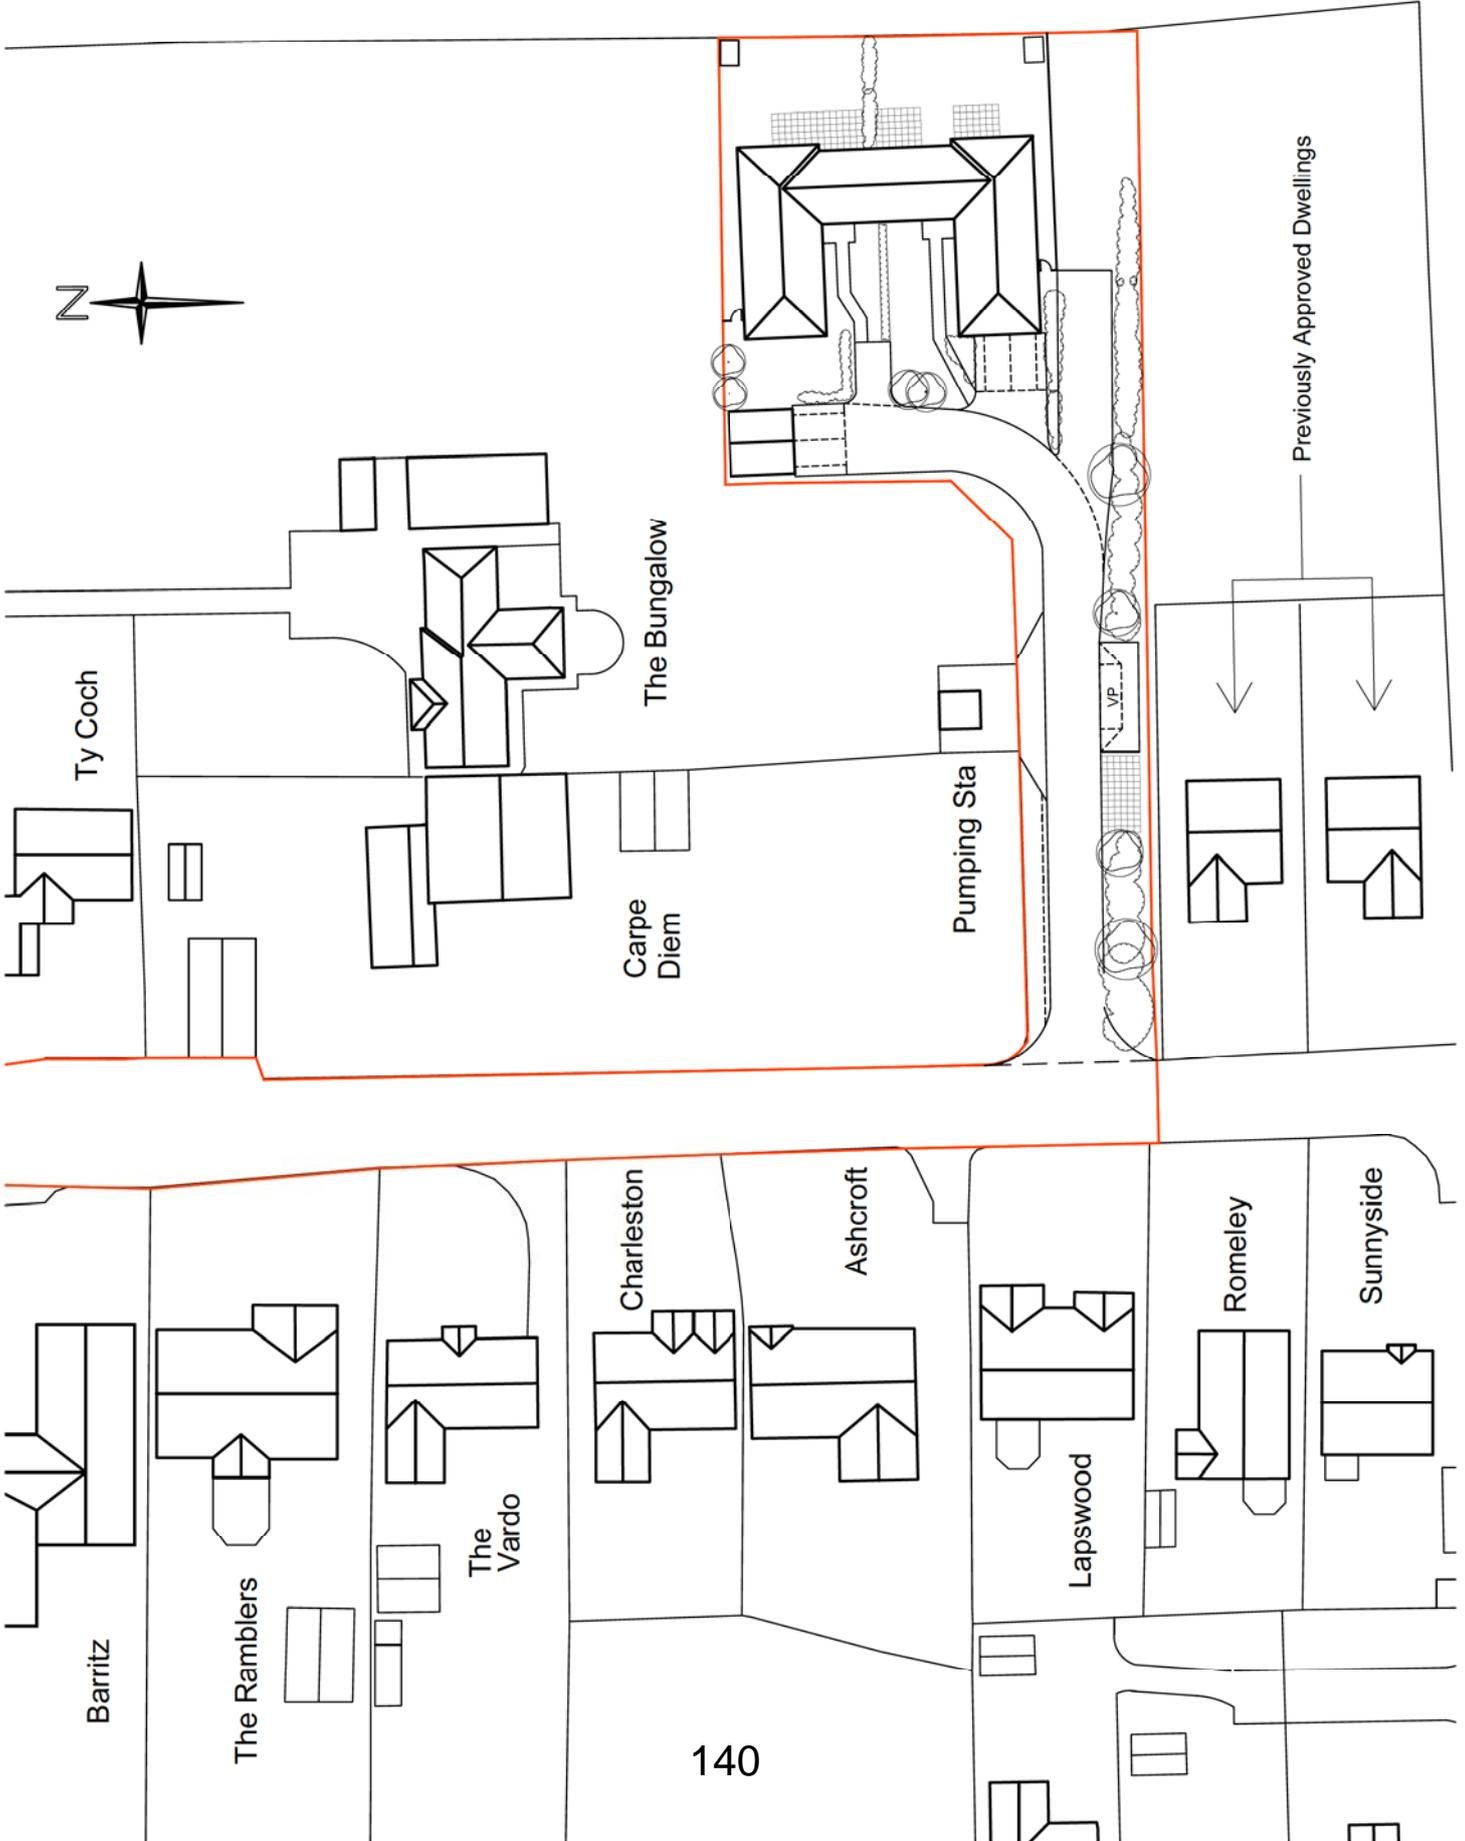 N
Previously Approved Dwellings
The Bungalow
Ty Coch
VP
Pumping Sta
Carpe
Diem
Charleston
Ashcroft
Romeley
Sunnyside
The
Vardo
Lapswood
The Ramblers
Barritz
140